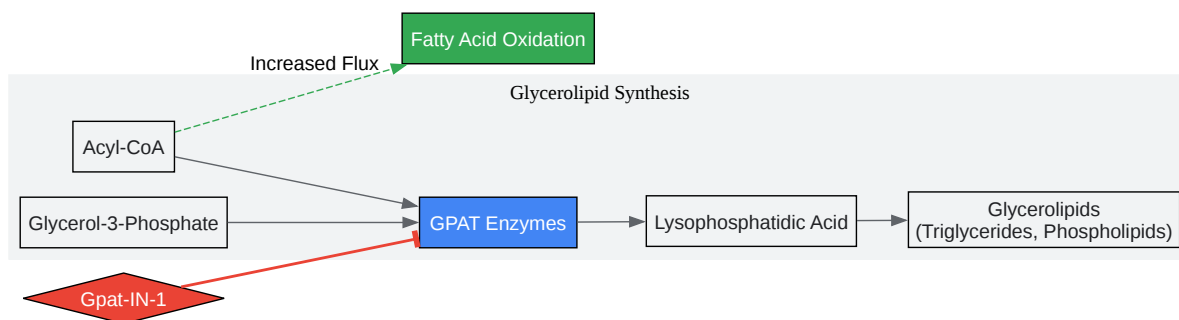 Fatty Acid Oxidation
Increased Flux
Glycerolipid Synthesis
Acyl-CoA
Glycerol-3-Phosphate
GPAT Enzymes
Lysophosphatidic Acid
Glycerolipids
(Triglycerides, Phospholipids)
Gpat-IN-1